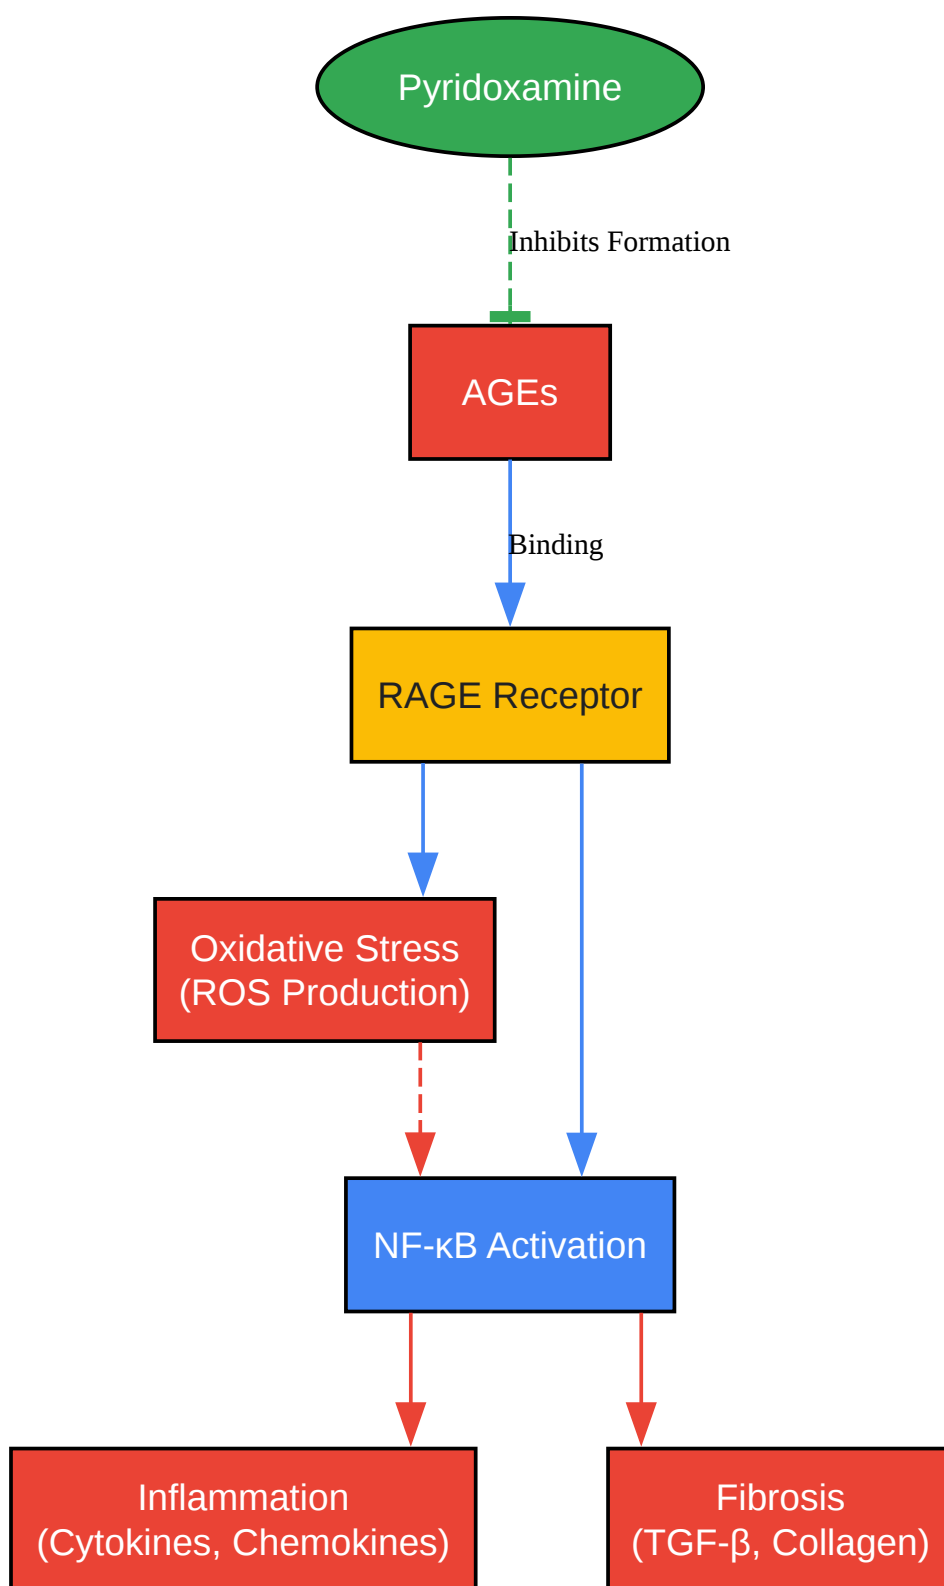 Pyridoxamine
Inhibits Formation
AGEs
Binding
RAGE Receptor
Oxidative Stress
(ROS Production)
NF-κB Activation
Inflammation
(Cytokines, Chemokines)
Fibrosis
(TGF-β, Collagen)